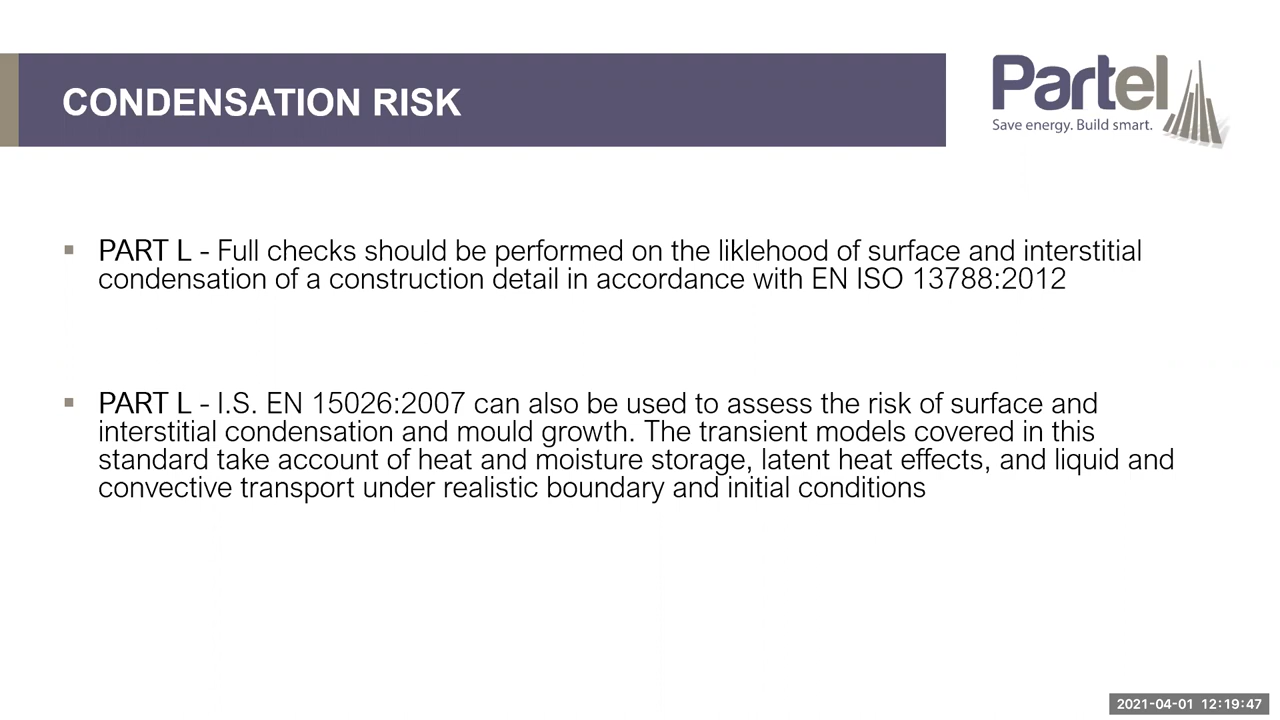 CONDENSATION RISK
Partel
Save energy. Build smart.
▪ PART L - Full checks should be performed on the liklehood of surface and interstitial
condensation of a construction detail in accordance with EN ISO 13788:2012
▪ PART L - I.S. EN 15026:2007 can also be used to assess the risk of surface and
interstitial condensation and mould growth. The transient models covered in this
standard take account of heat and moisture storage, latent heat effects, and liquid and
convective transport under realistic boundary and initial conditions
2021-04-01 12:19:47